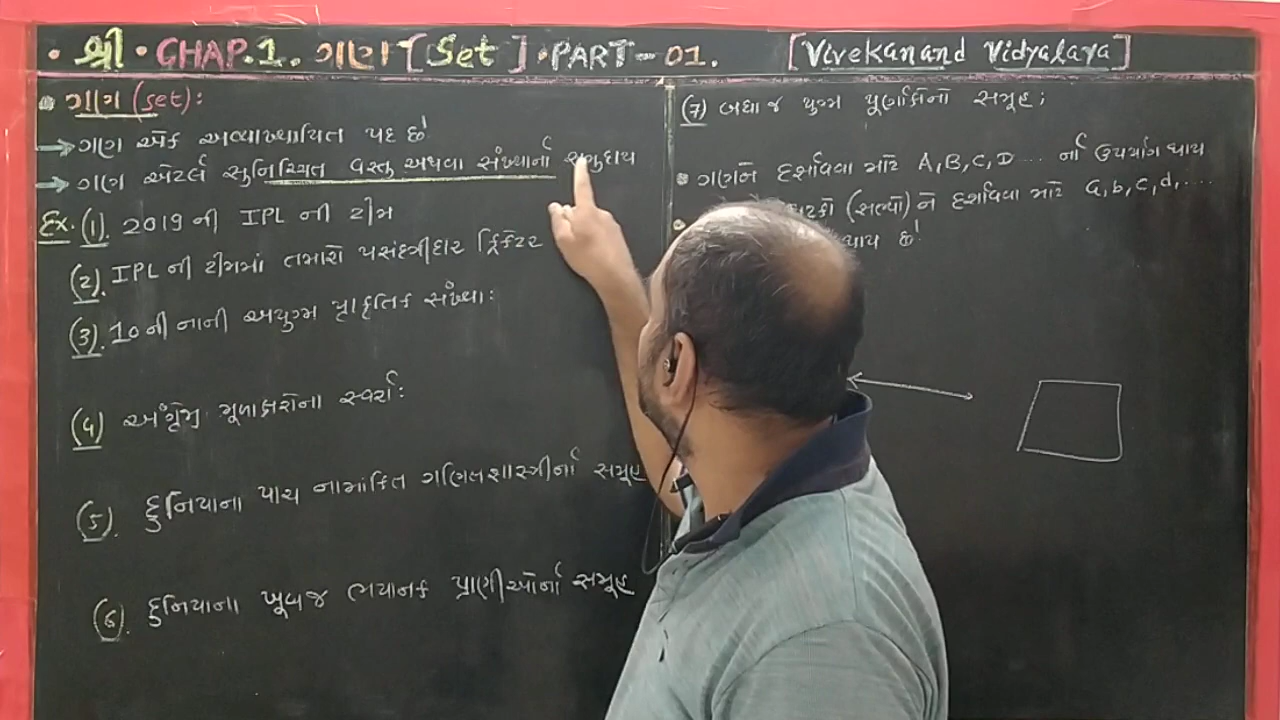 • શ્રી • CHAP.1. ગણ [Set] • PART-01. [Vivekanand Vidyalaya]
• ગણ (set):
→ ગણ એક અવ્યાખ્યાયિત પદ છે!
→ ગણ એટલે સુનિશ્ચિત વસ્તુ અથવા સંખ્યાનો સમુદાય
Ex. (1). 2019 ની IPL ની ટીમ
(2). IPL ની ટીમમાં તમારો પસંદગીદાર ક્રિકેટર
(3). 10 ની નાની અયુગ્મ પ્રાકૃતિક સંખ્યા:
(4) અંગ્રેજી મૂળાક્ષરોના સ્વરો:
(5). દુનિયાના પાચ નામાંકિત ગણિતશાસ્ત્રીનો સમૂહ
(6). દુનિયાના ખૂબજ ભયાનક પ્રાણીઓનો સમૂહ
(7) બધા જ યુગ્મ પૂર્ણાંકોનો સમૂહ;
• ગણને દર્શાવવા માટે A, B, C, D ... નો ઉપયોગ થાય
• ઘટકો (સભ્યો) ને દર્શાવવા માટે a, b, c, d, ....
થાય છે!